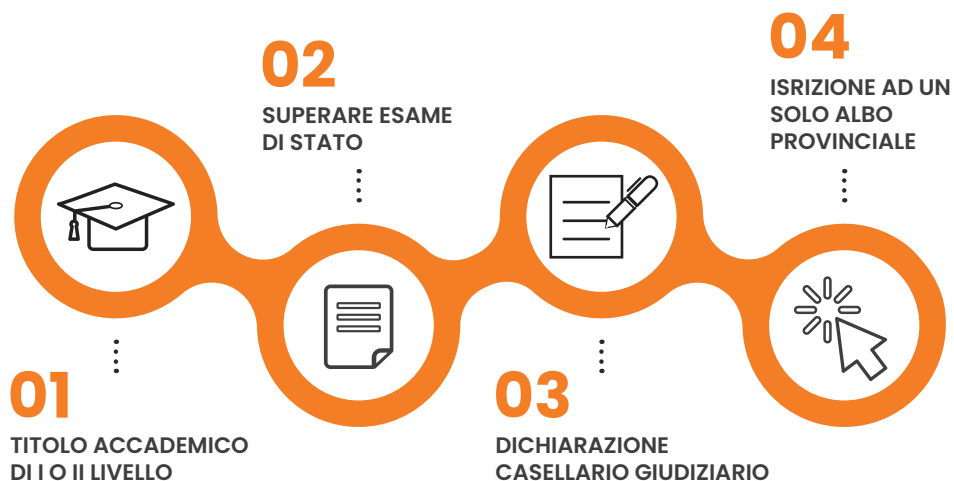 01
TITOLO ACCADEMICO
DI I O II LIVELLO
02
SUPERARE ESAME
DI STATO
03
DICHIARAZIONE
CASELLARIO GIUDIZIARIO
04
ISRIZIONE AD UN
SOLO ALBO
PROVINCIALE